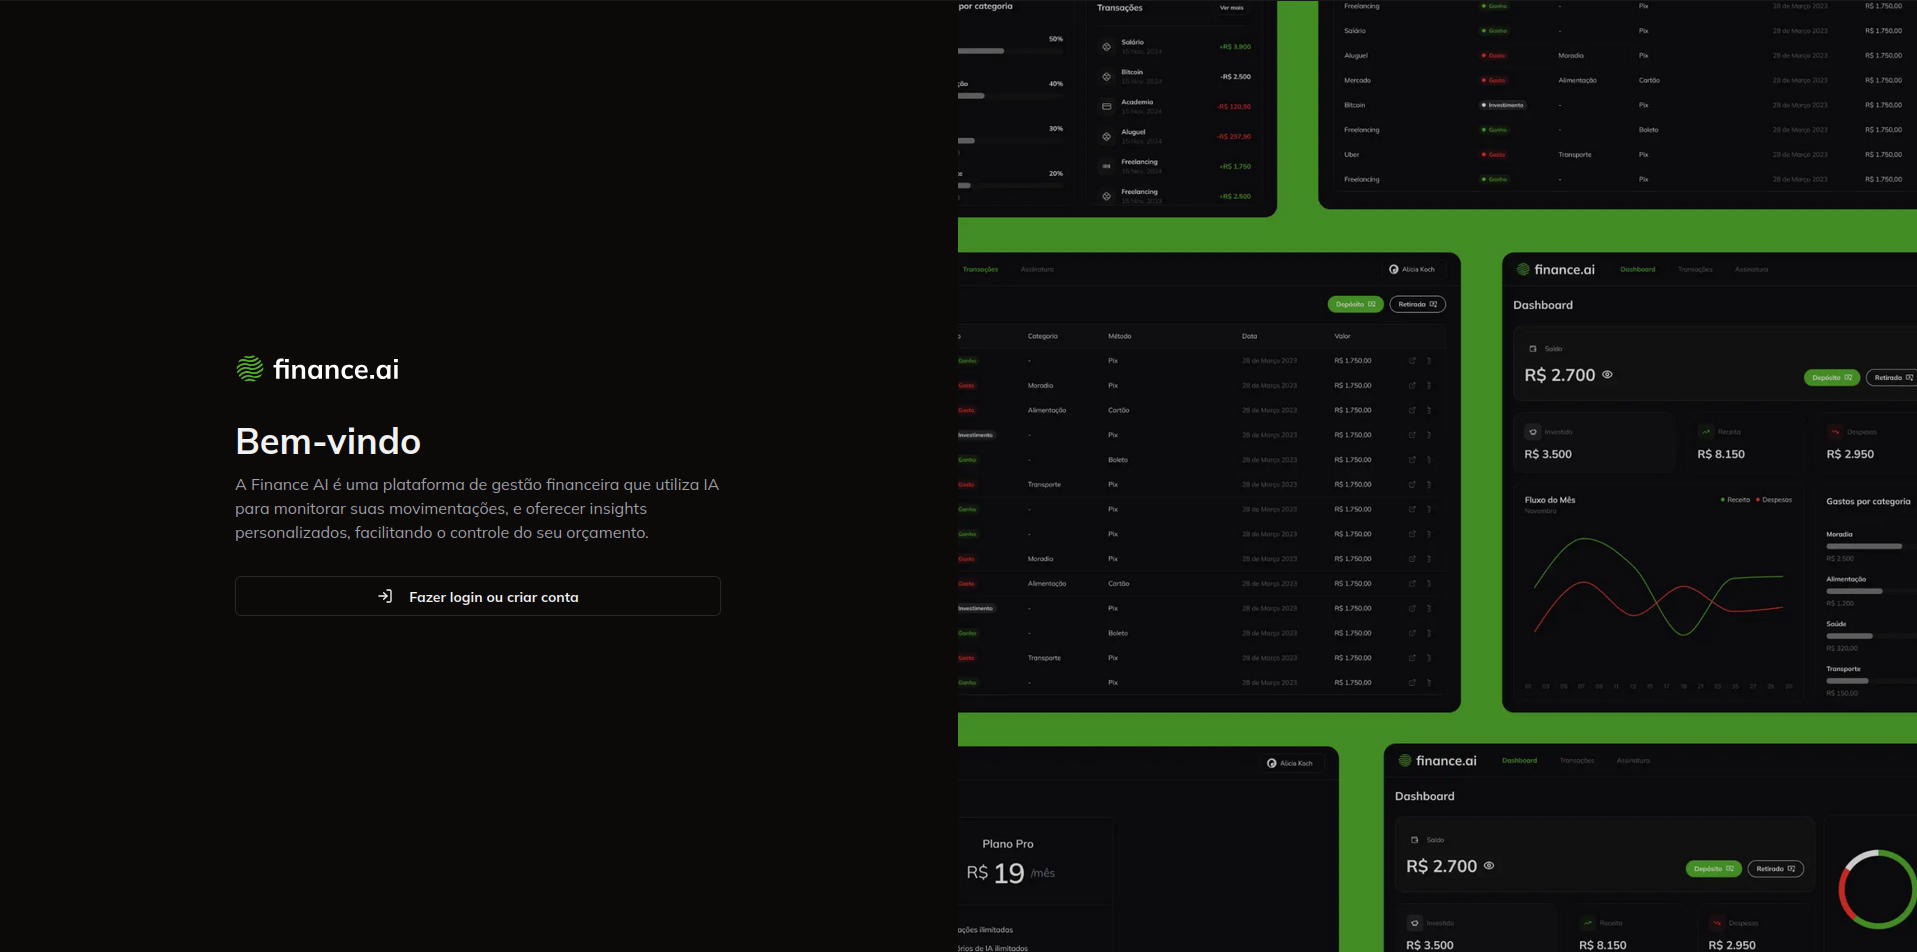 finance.ai
Bem-vindo
A Finance AI é uma plataforma de gestão financeira que utiliza IA
para monitorar suas movimentações, e oferecer insights
personalizados, facilitando o controle do seu orçamento.
Fazer login ou criar conta
por categoria
50%
ção
40%
30%
20%
Transações Ver mais
Salário +R$ 3.900
15 Nov, 2024
Bitcoin -R$ 2.500
15 Nov, 2024
Academia -R$ 120,90
15 Nov, 2024
Aluguel
15 Nov, 2024
Freelancing +R$ 1.750
15 Nov, 2024
Freelancing +R$ 2.500
Freelancing Ganho - Pix 28 de Março 2023 R$ 1.750,00
Salário Ganho - Pix 28 de Março 2023 R$ 1.750,00
Aluguel Gasto Moradia Pix 28 de Março 2023 R$ 1.750,00
Mercado Gasto Alimentação Cartão 28 de Março 2023 R$ 1.750,00
Bitcoin Investimento - Pix 28 de Março 2023 R$ 1.750,00
Freelancing Ganho - Boleto 28 de Março 2023 R$ 1.750,00
Uber Gasto Transporte Pix 28 de Março 2023 R$ 1.750,00
Freelancing Ganho - Pix 28 de Março 2023 R$ 1.750,00
Transações Assinatura Alicia Koch
Depósito Retirada
Categoria Método Data Valor
Ganho - Pix 28 de Março 2023 R$ 1.750,00
Gasto Moradia Pix 28 de Março 2023 R$ 1.750,00
Gasto Alimentação Cartão 28 de Março 2023 R$ 1.750,00
Investimento - Pix 28 de Março 2023 R$ 1.750,00
Ganho - Boleto 28 de Março 2023 R$ 1.750,00
Gasto Transporte Pix 28 de Março 2023 R$ 1.750,00
Ganho - Pix 28 de Março 2023 R$ 1.750,00
Ganho - Pix 28 de Março 2023 R$ 1.750,00
Gasto Moradia Pix 28 de Março 2023 R$ 1.750,00
Gasto Alimentação Cartão 28 de Março 2023 R$ 1.750,00
Investimento - Pix 28 de Março 2023 R$ 1.750,00
Ganho - Boleto 28 de Março 2023 R$ 1.750,00
Gasto Transporte Pix 28 de Março 2023 R$ 1.750,00
Ganho - Pix 28 de Março 2023 R$ 1.750,00
finance.ai Dashboard Transações Assinatura
Dashboard
Saldo
R$ 2.700 Depósito Retirada
Investido Receita Despesas
R$ 3.500 R$ 8.150 R$ 2.950
Fluxo do Mês Receita Despesas
Novembro
Gastos por categoria
Moradia
R$ 2.500
Alimentação
R$ 1.200
Saúde
R$ 320,00
Transporte
R$ 150,00
Alicia Koch
Plano Pro
R$ 19 /mês
ações ilimitadas
órios de IA ilimitados
finance.ai Dashboard Transações Assinatura
Dashboard
Saldo
R$ 2.700 Depósito Retirada
Investido Receita Despesas
R$ 3.500 R$ 8.150 R$ 2.950